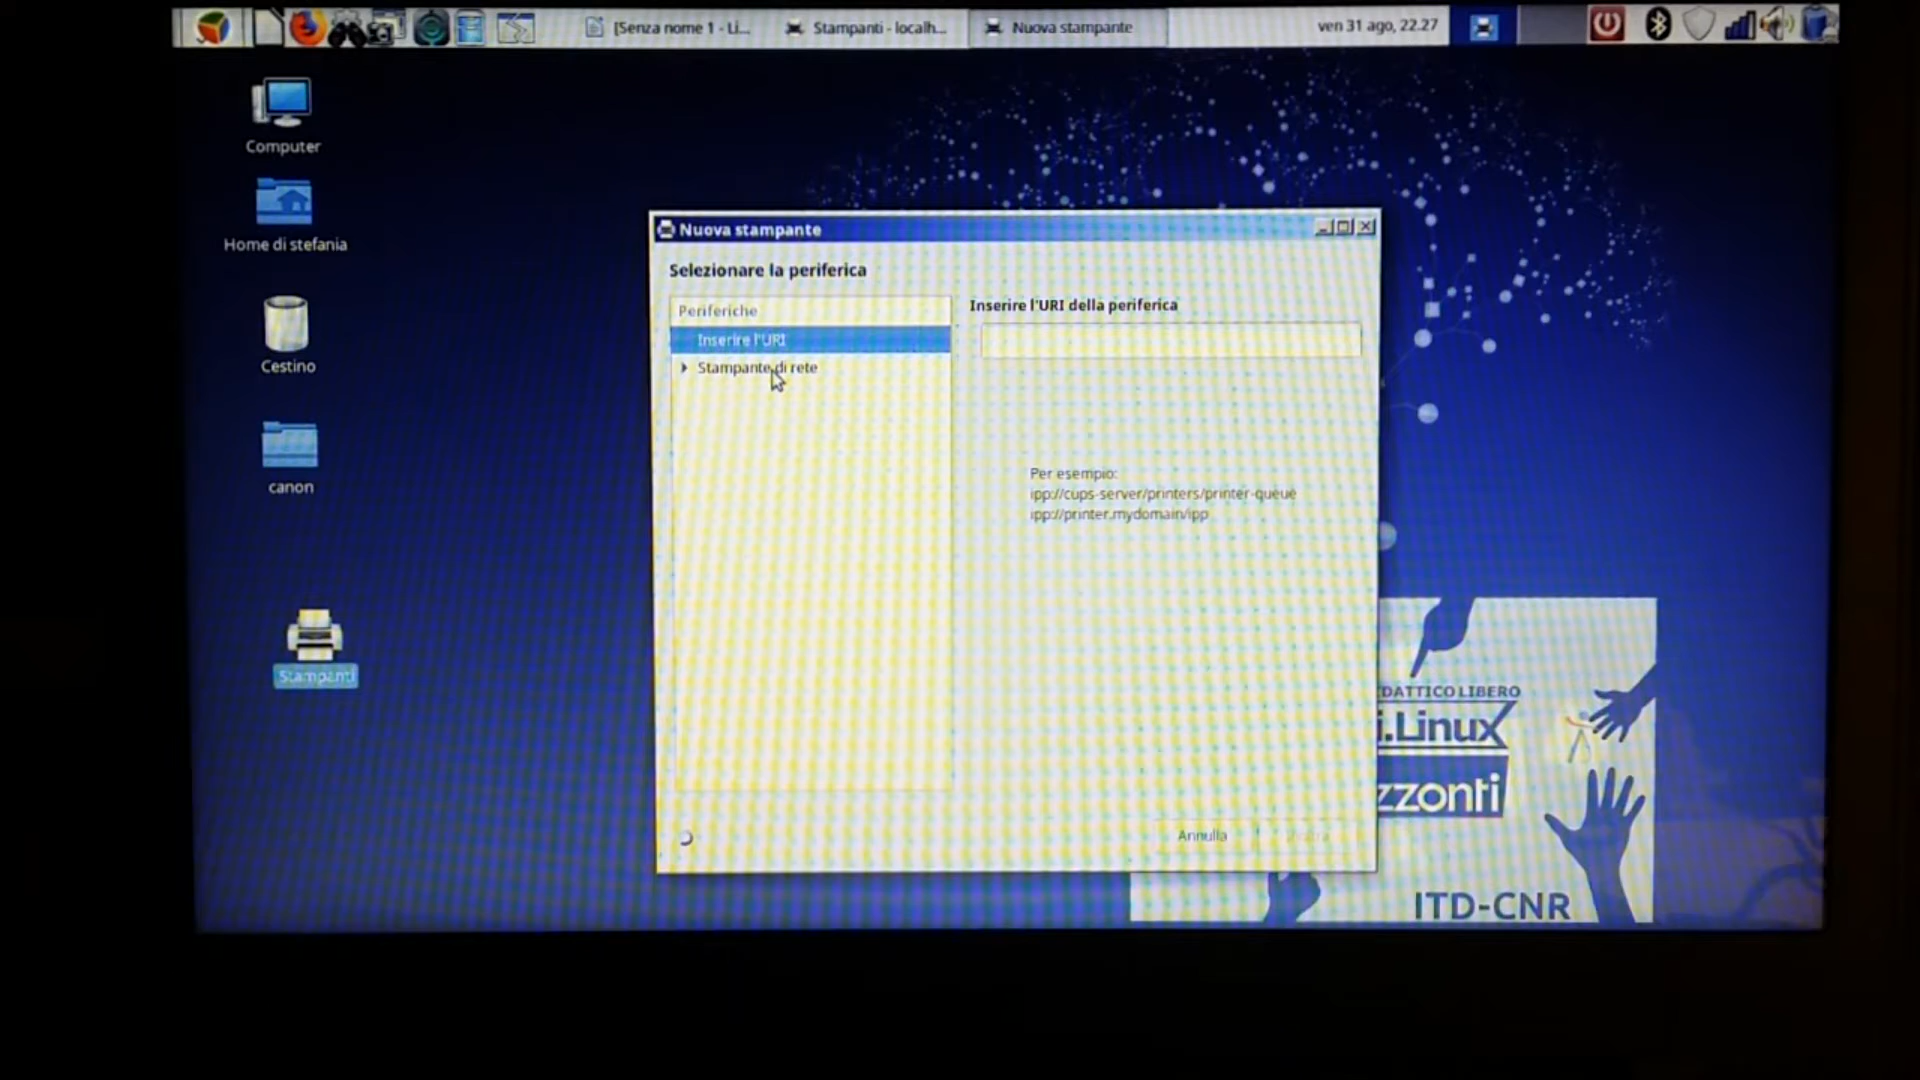 [Senza nome 1 - Li...
Stampanti - localh...
Nuova stampante
ven 31 ago, 22.27
Computer
Home di stefania
Cestino
canon
Stampanti
Nuova stampante
Selezionare la periferica
Periferiche
Inserire l'URI
Stampante di rete
Inserire l'URI della periferica
Per esempio:
ipp://cups-server/printers/printer-queue
ipp://printer.mydomain/ipp
Annulla
DATTICO LIBERO
i.Linux
zzonti
ITD-CNR